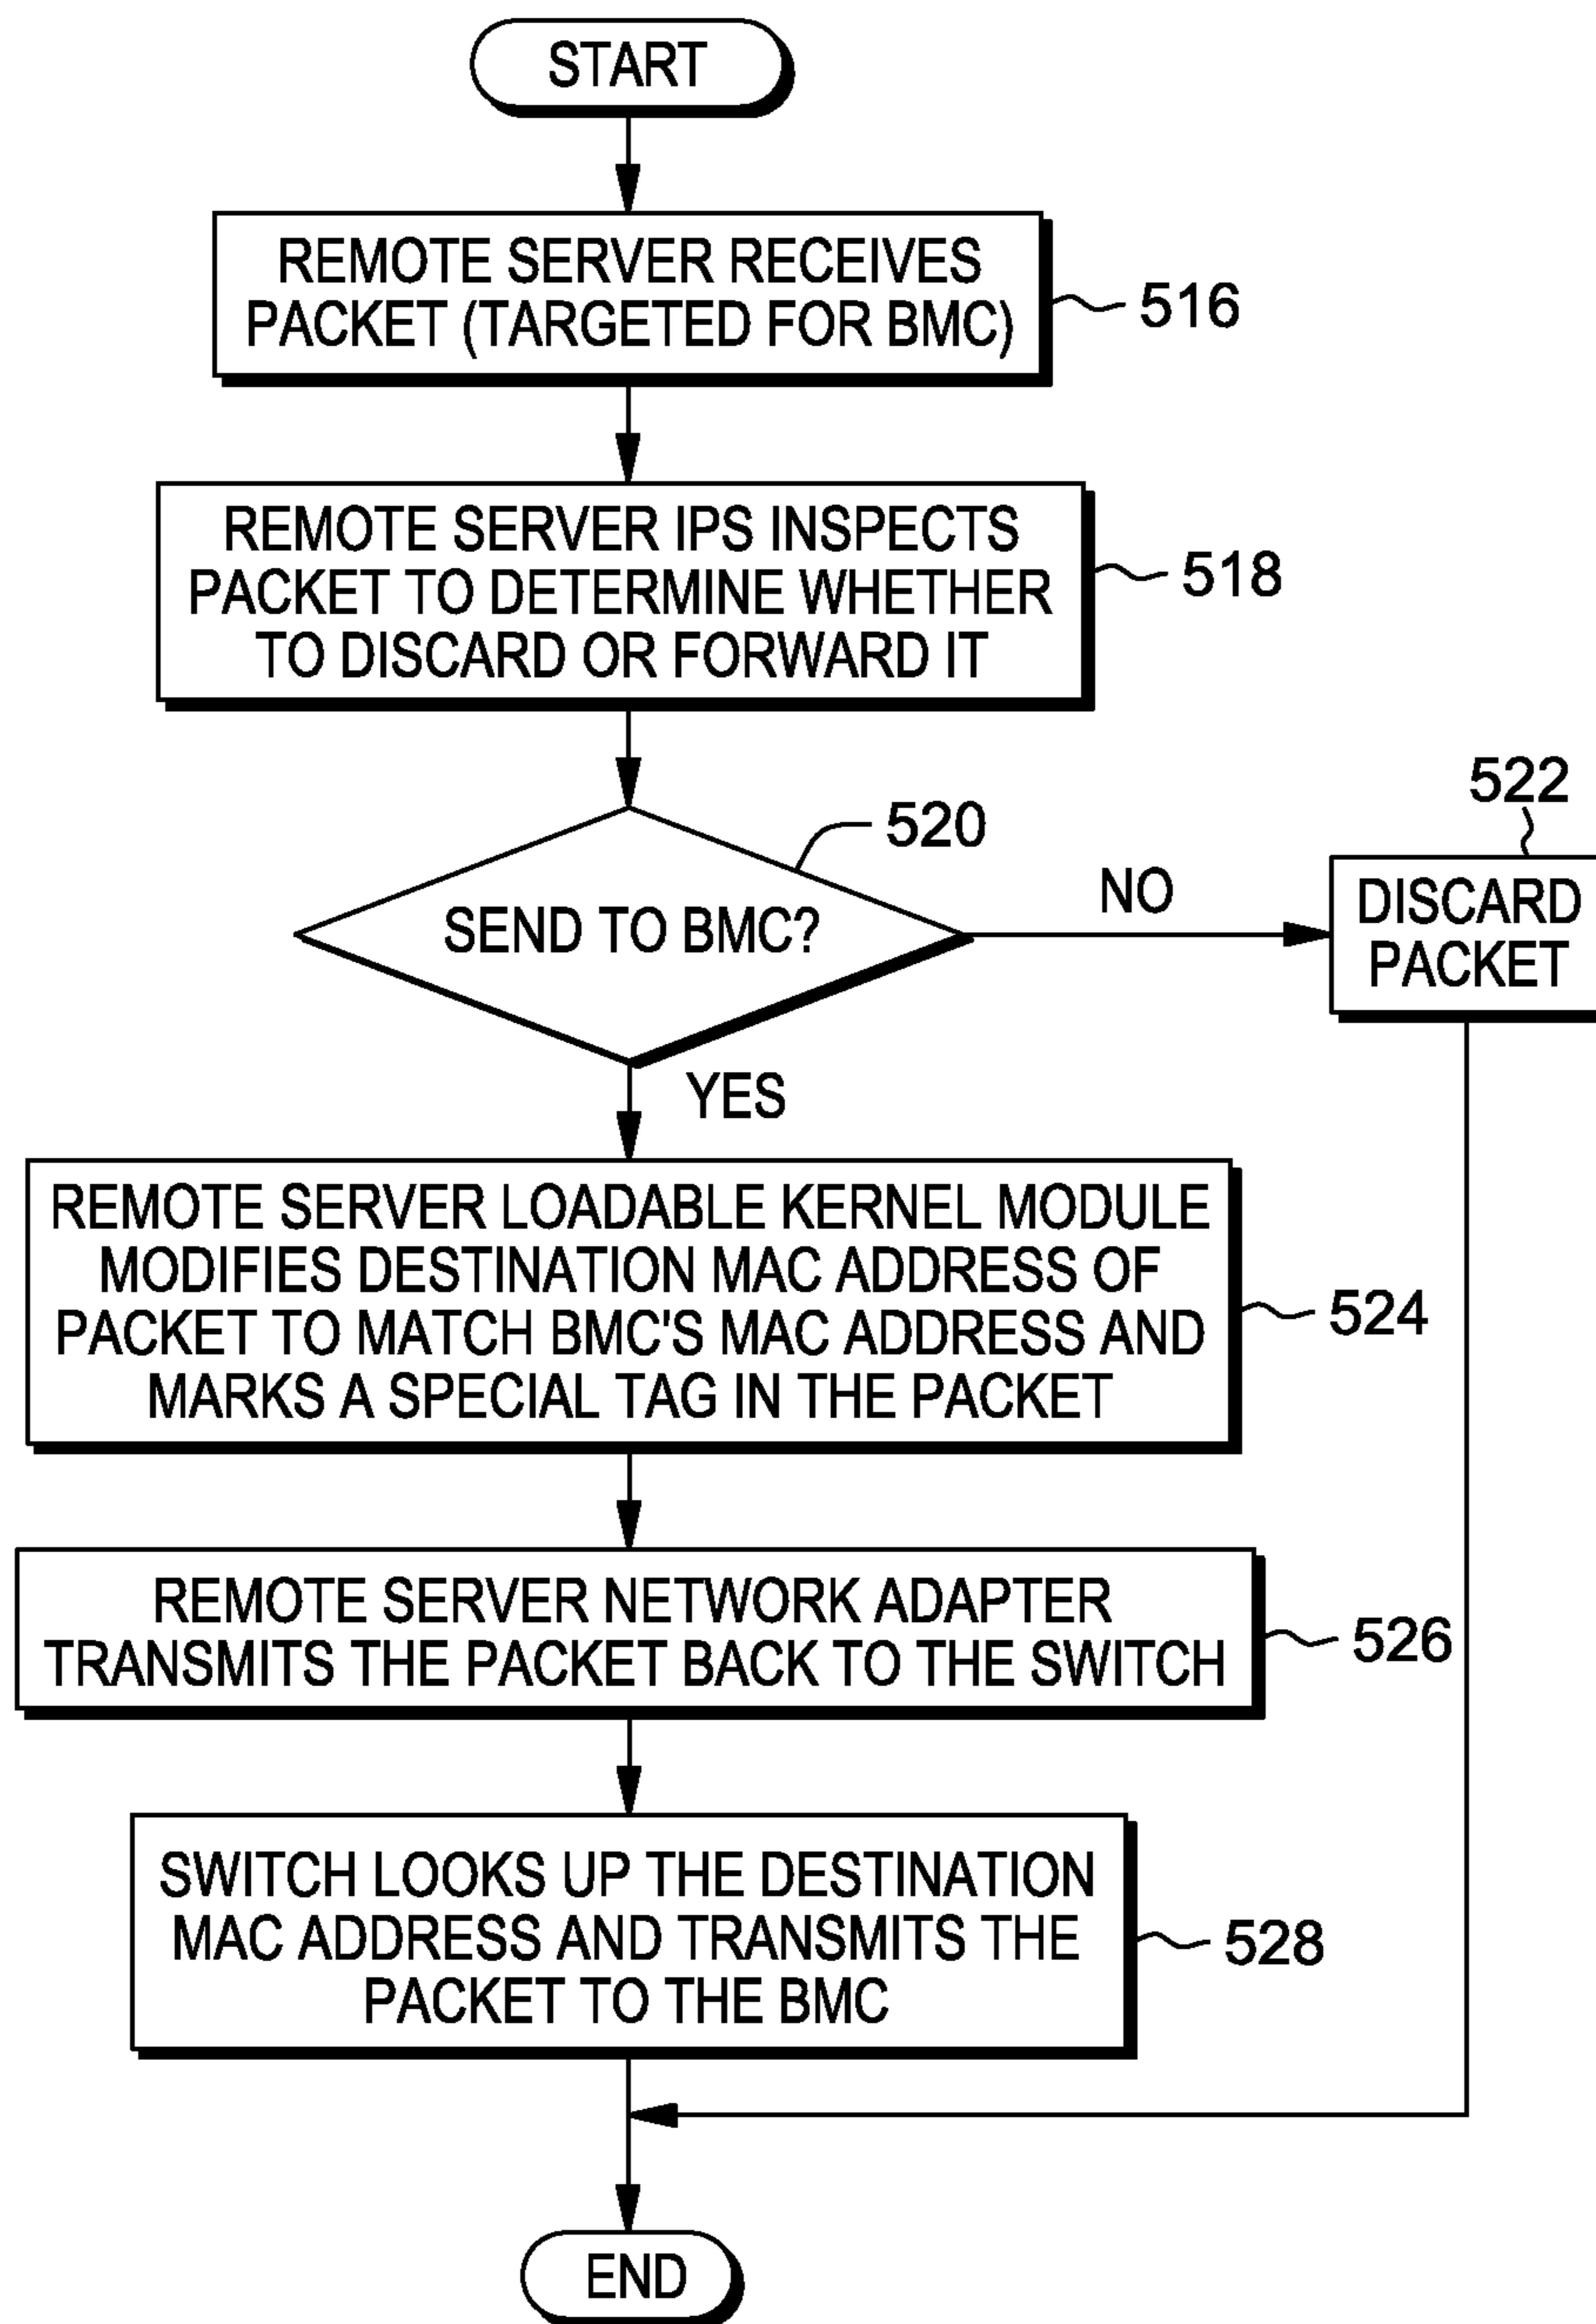 START
REMOTE SERVER RECEIVES
PACKET (TARGETED FOR BMC)
516
REMOTE SERVER IPS INSPECTS
PACKET TO DETERMINE WHETHER
TO DISCARD OR FORWARD IT
518
SEND TO BMC?
520
NO
522
DISCARD
PACKET
YES
REMOTE SERVER LOADABLE KERNEL MODULE
MODIFIES DESTINATION MAC ADDRESS OF
PACKET TO MATCH BMC'S MAC ADDRESS AND
MARKS A SPECIAL TAG IN THE PACKET
524
REMOTE SERVER NETWORK ADAPTER
TRANSMITS THE PACKET BACK TO THE SWITCH
526
SWITCH LOOKS UP THE DESTINATION
MAC ADDRESS AND TRANSMITS THE
PACKET TO THE BMC
528
END